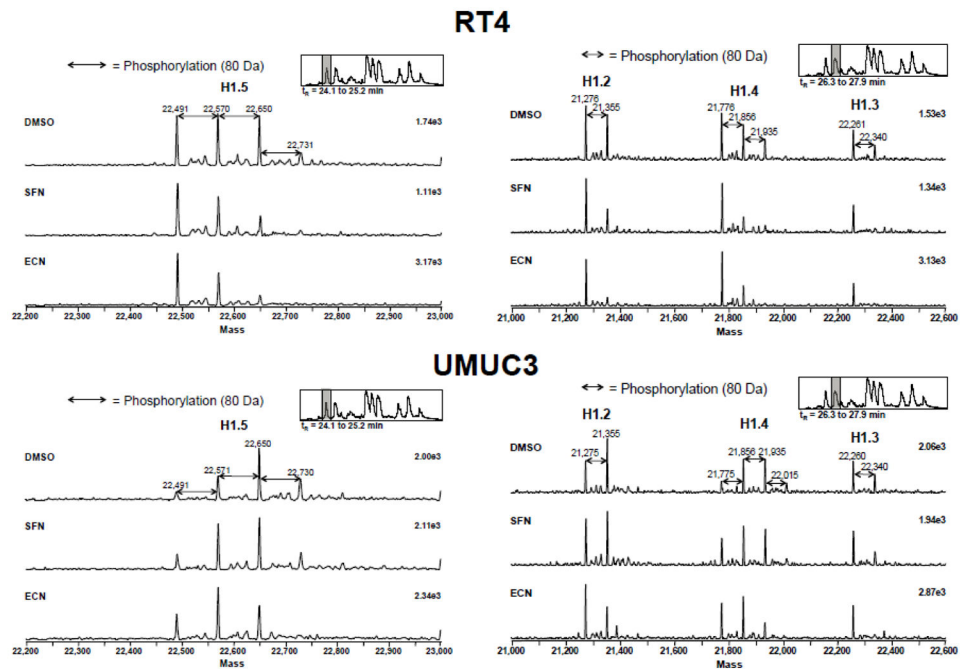 RT4
= Phosphorylation (80 Da)
tR = 24.1 to 25.2 min
H1.5
22,491 22,570 22,650
22,731
DMSO
1.74e3
SFN
1.11e3
ECN
3.17e3
22,200 22,300 22,400 22,500 22,600 22,700 22,800 22,900 23,000
Mass
= Phosphorylation (80 Da)
tR = 26.3 to 27.9 min
H1.2
H1.4
H1.3
21,276
21,355
21,776
21,856
21,935
22,261
22,340
DMSO
1.53e3
SFN
1.34e3
ECN
3.13e3
21,000 21,200 21,400 21,600 21,800 22,000 22,200 22,400 22,600
Mass
UMUC3
= Phosphorylation (80 Da)
tR = 24.1 to 25.2 min
H1.5
22,650
22,571
22,491
22,730
DMSO
2.00e3
SFN
2.11e3
ECN
2.34e3
22,200 22,300 22,400 22,500 22,600 22,700 22,800 22,900 23,000
Mass
= Phosphorylation (80 Da)
tR = 26.3 to 27.9 min
H1.2
H1.4
H1.3
21,355
21,275
21,856 21,935
21,775
22,015
22,260
22,340
DMSO
2.06e3
SFN
1.94e3
ECN
2.87e3
21,000 21,200 21,400 21,600 21,800 22,000 22,200 22,400 22,600
Mass